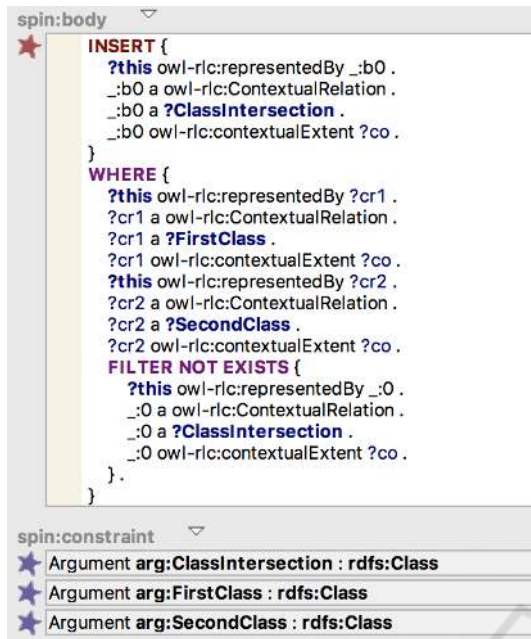 spin:body
INSERT {
?this owl-rlc:representedBy _:b0 .
_:b0 a owl-rlc:ContextualRelation .
_:b0 a ?ClassIntersection .
_:b0 owl-rlc:contextualExtent ?co .
}
WHERE {
?this owl-rlc:representedBy ?cr1 .
?cr1 a owl-rlc:ContextualRelation .
?cr1 a ?FirstClass .
?cr1 owl-rlc:contextualExtent ?co .
?this owl-rlc:representedBy ?cr2 .
?cr2 a owl-rlc:ContextualRelation .
?cr2 a ?SecondClass .
?cr2 owl-rlc:contextualExtent ?co .
FILTER NOT EXISTS {
?this owl-rlc:representedBy _:0 .
_:0 a owl-rlc:ContextualRelation .
_:0 a ?ClassIntersection .
_:0 owl-rlc:contextualExtent ?co .
} .
}
spin:constraint
Argument arg:ClassIntersection : rdfs:Class
Argument arg:FirstClass : rdfs:Class
Argument arg:SecondClass : rdfs:Class